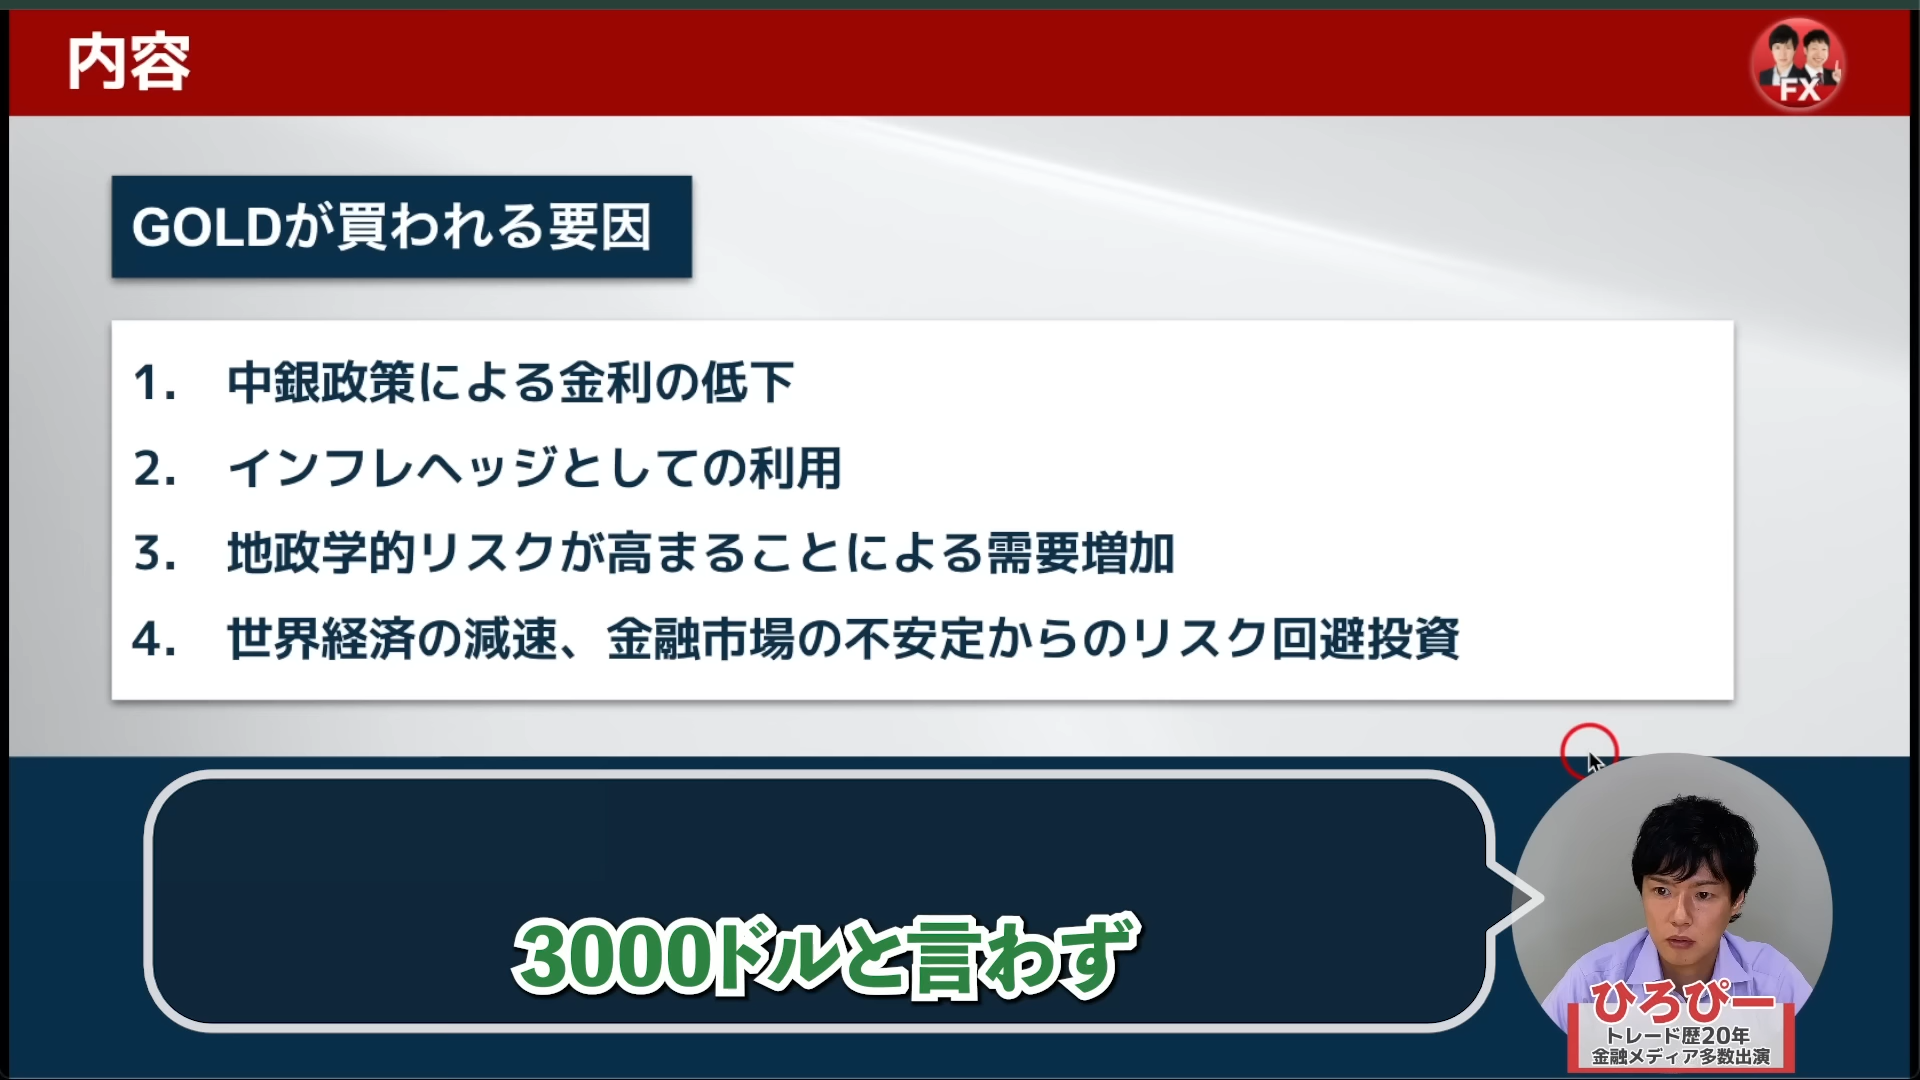 内容
FX
GOLDが買われる要因
1. 中銀政策による金利の低下
2. インフレヘッジとしての利用
3. 地政学的リスクが高まることによる需要増加
4. 世界経済の減速、金融市場の不安定からのリスク回避投資
3000ドルと言わず
ひろぴー
トレード歴20年
金融メディア多数出演